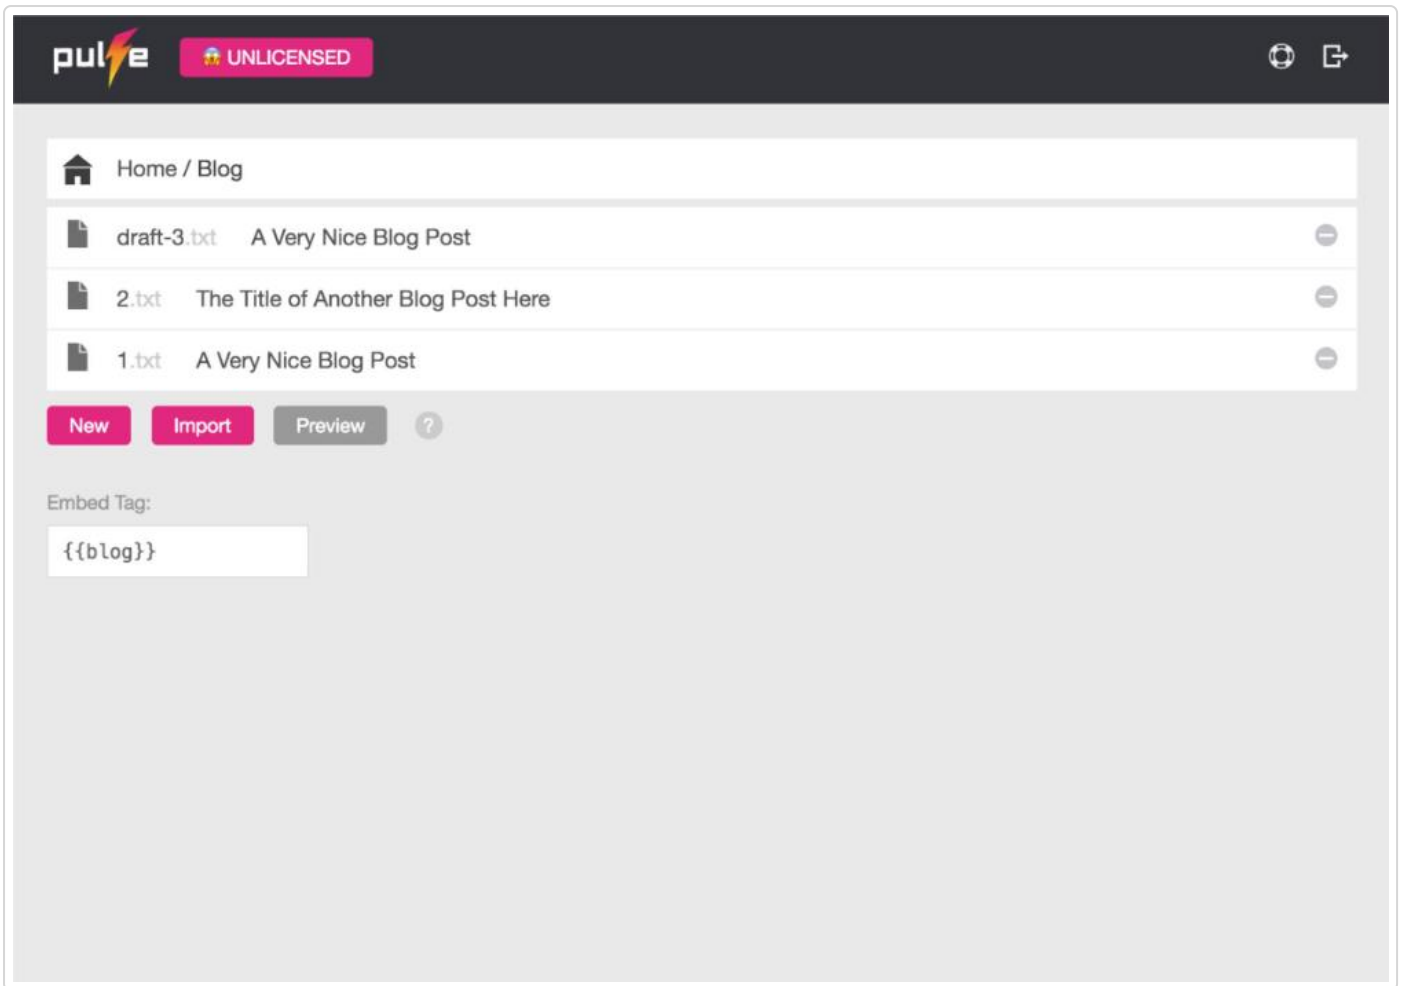 pulse 😱 UNLICENSED
Home / Blog
draft-3.txt A Very Nice Blog Post
2.txt The Title of Another Blog Post Here
1.txt A Very Nice Blog Post
New Import Preview ?
Embed Tag:
{{blog}}